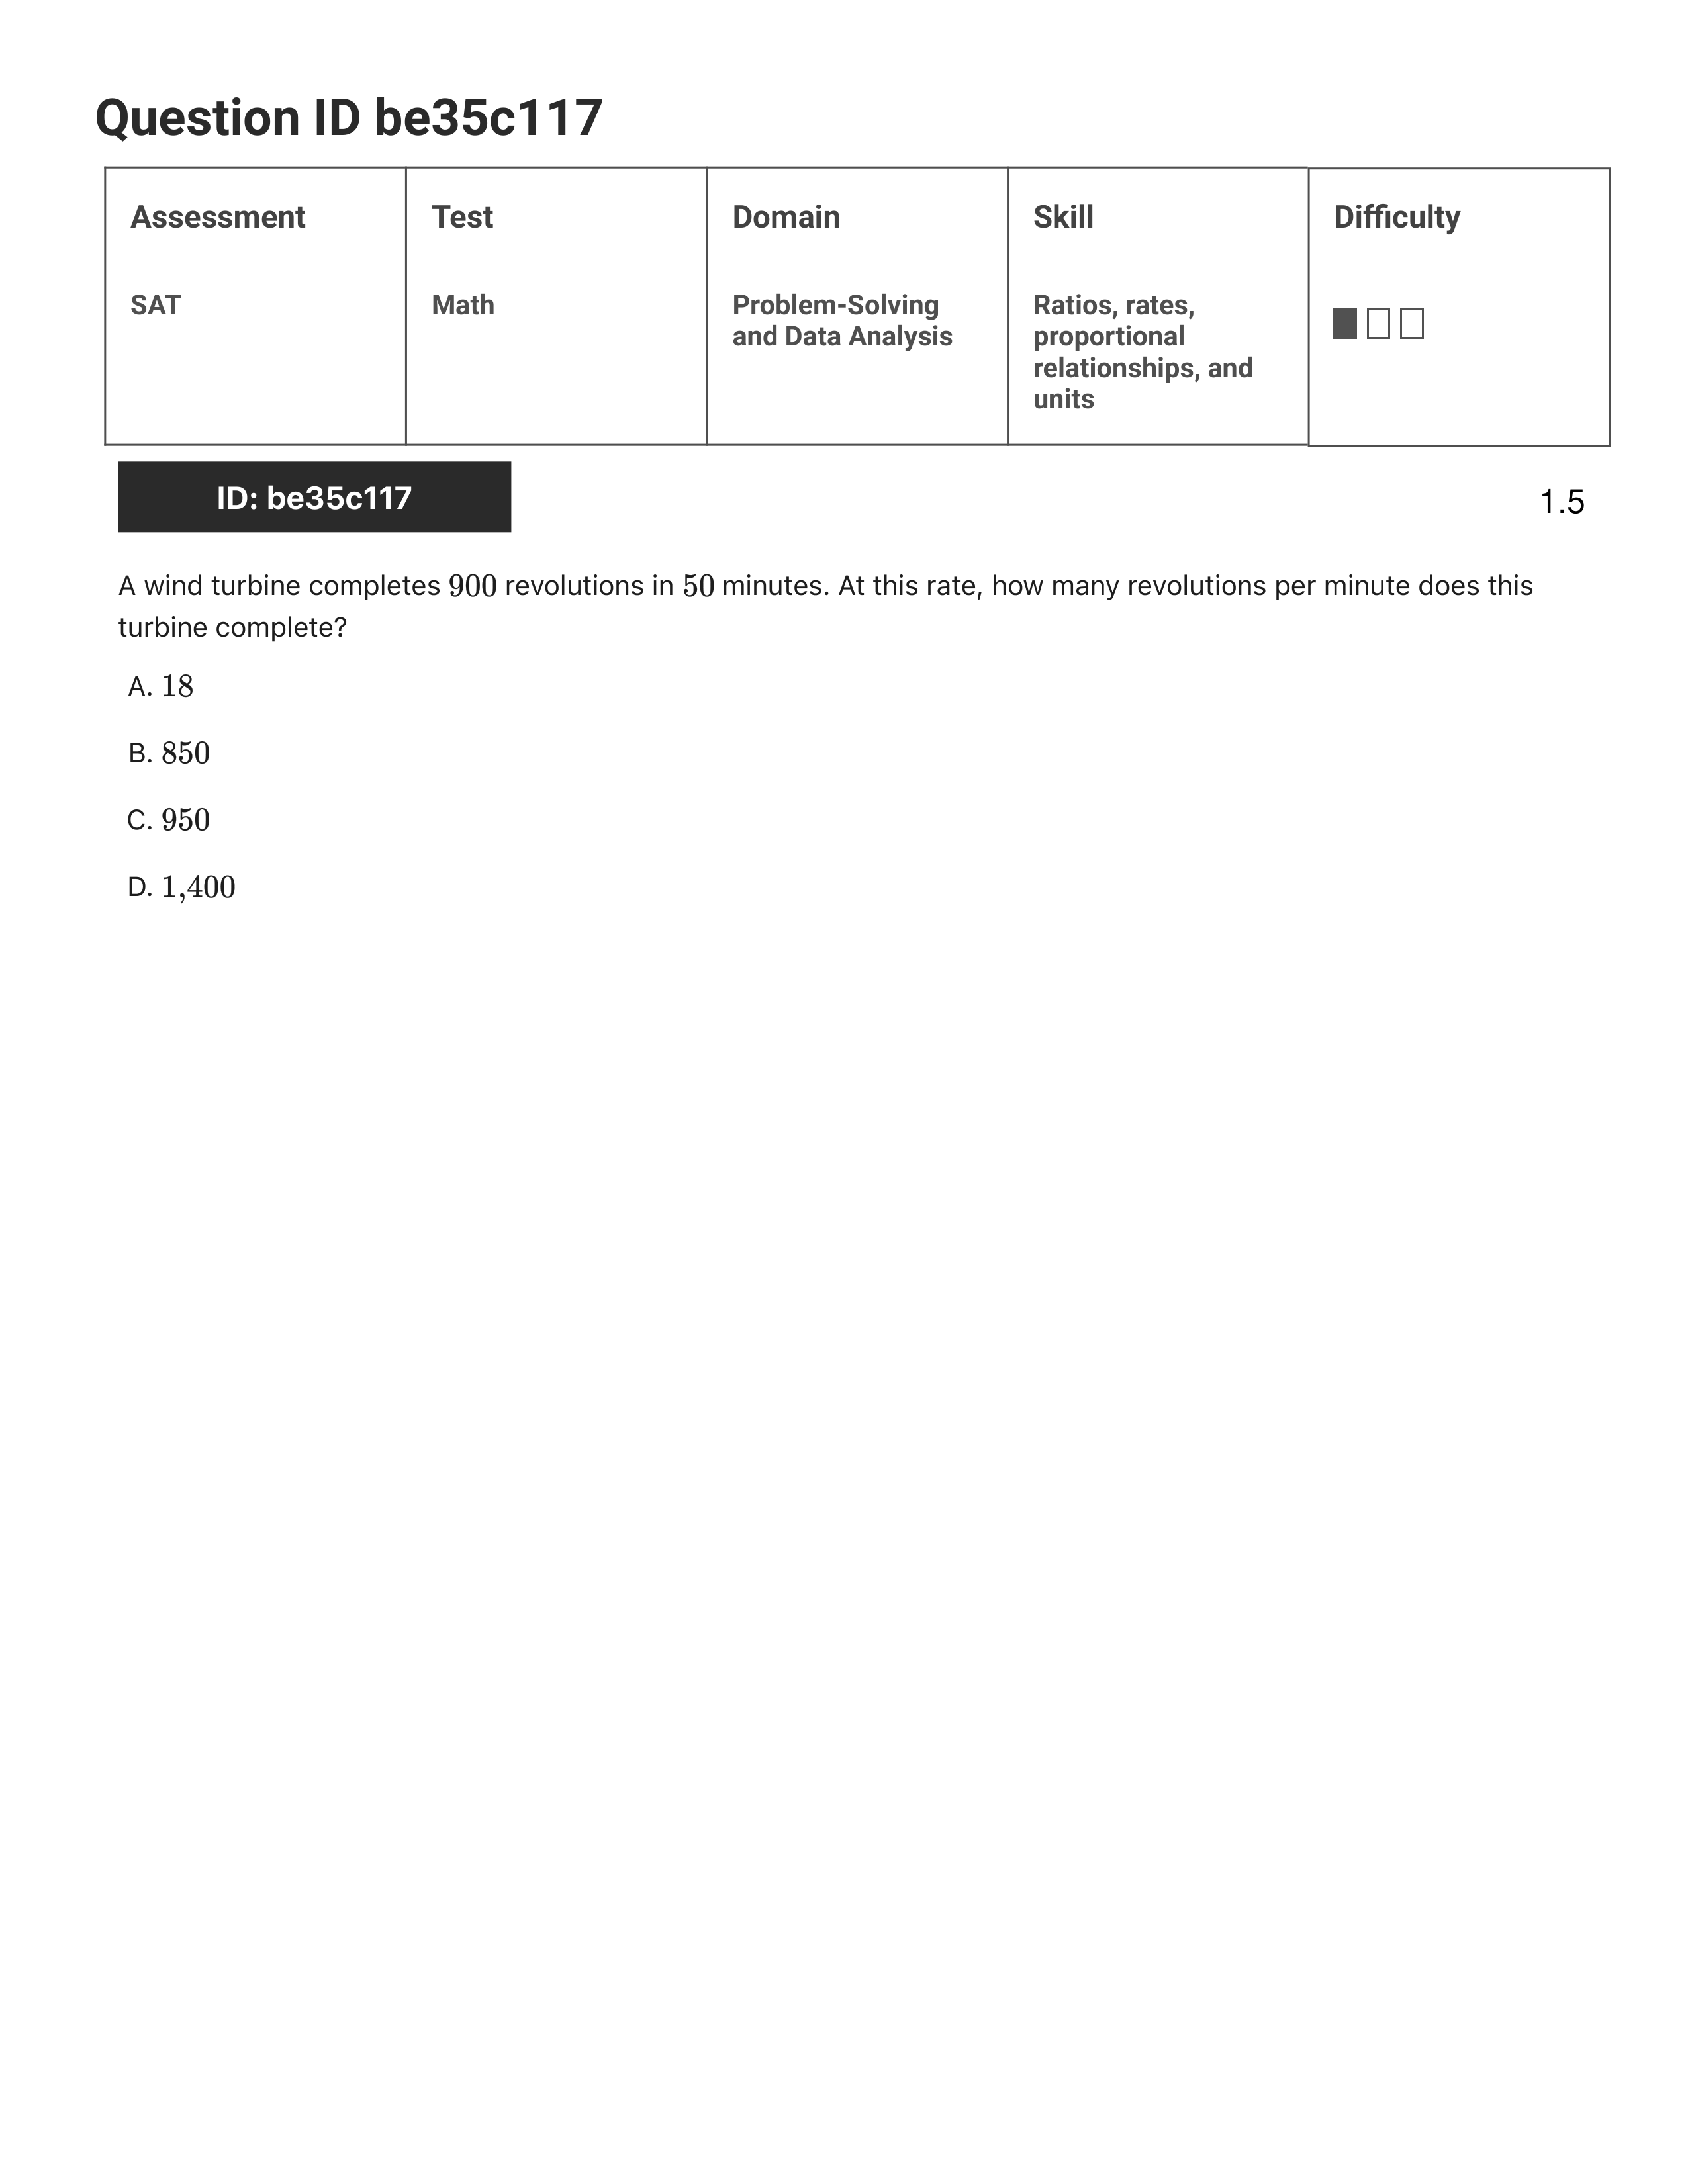 Question ID be35c117
Assessment
Test
Domain
Skill
Difficulty
SAT
Math
Problem-Solving
and Data Analysis
Ratios, rates,
proportional
relationships, and
units
ID: be35c117
1.5
A wind turbine completes 900 revolutions in 50 minutes. At this rate, how many revolutions per minute does this
turbine complete?
A. 18
B. 850
C. 950
D. 1,400